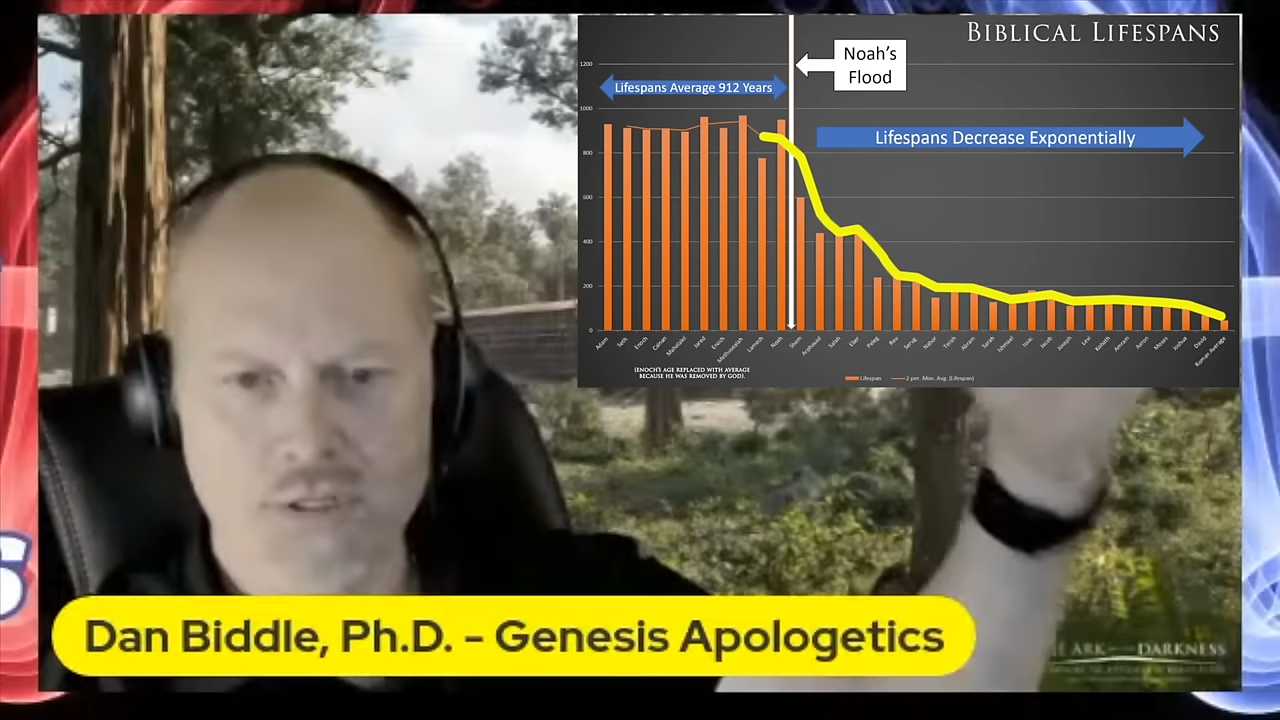 BIBLICAL LIFESPANS
Noah's
Flood
Lifespans Average 912 Years
Lifespans Decrease Exponentially
1200
1000
800
600
400
200
0
Adam
Seth
Enoch
Cainan
Mahalalel
Jared
Enoch
Methuselah
Lamech
Noah
Shem
Arphaxad
Salah
Eber
Peleg
Reu
Serug
Nahor
Terah
Abram
Sarah
Ishmael
Isaac
Jacob
Joseph
Levi
Kohath
Amram
Aaron
Moses
Joshua
David
Roman Average
(ENOCH'S AGE REPLACED WITH AVERAGE
BECAUSE HE WAS REMOVED BY GOD).
Lifespan
2 per. Mov. Avg. (Lifespan)
Dan Biddle, Ph.D. – Genesis Apologetics
ARK
DARKNESS